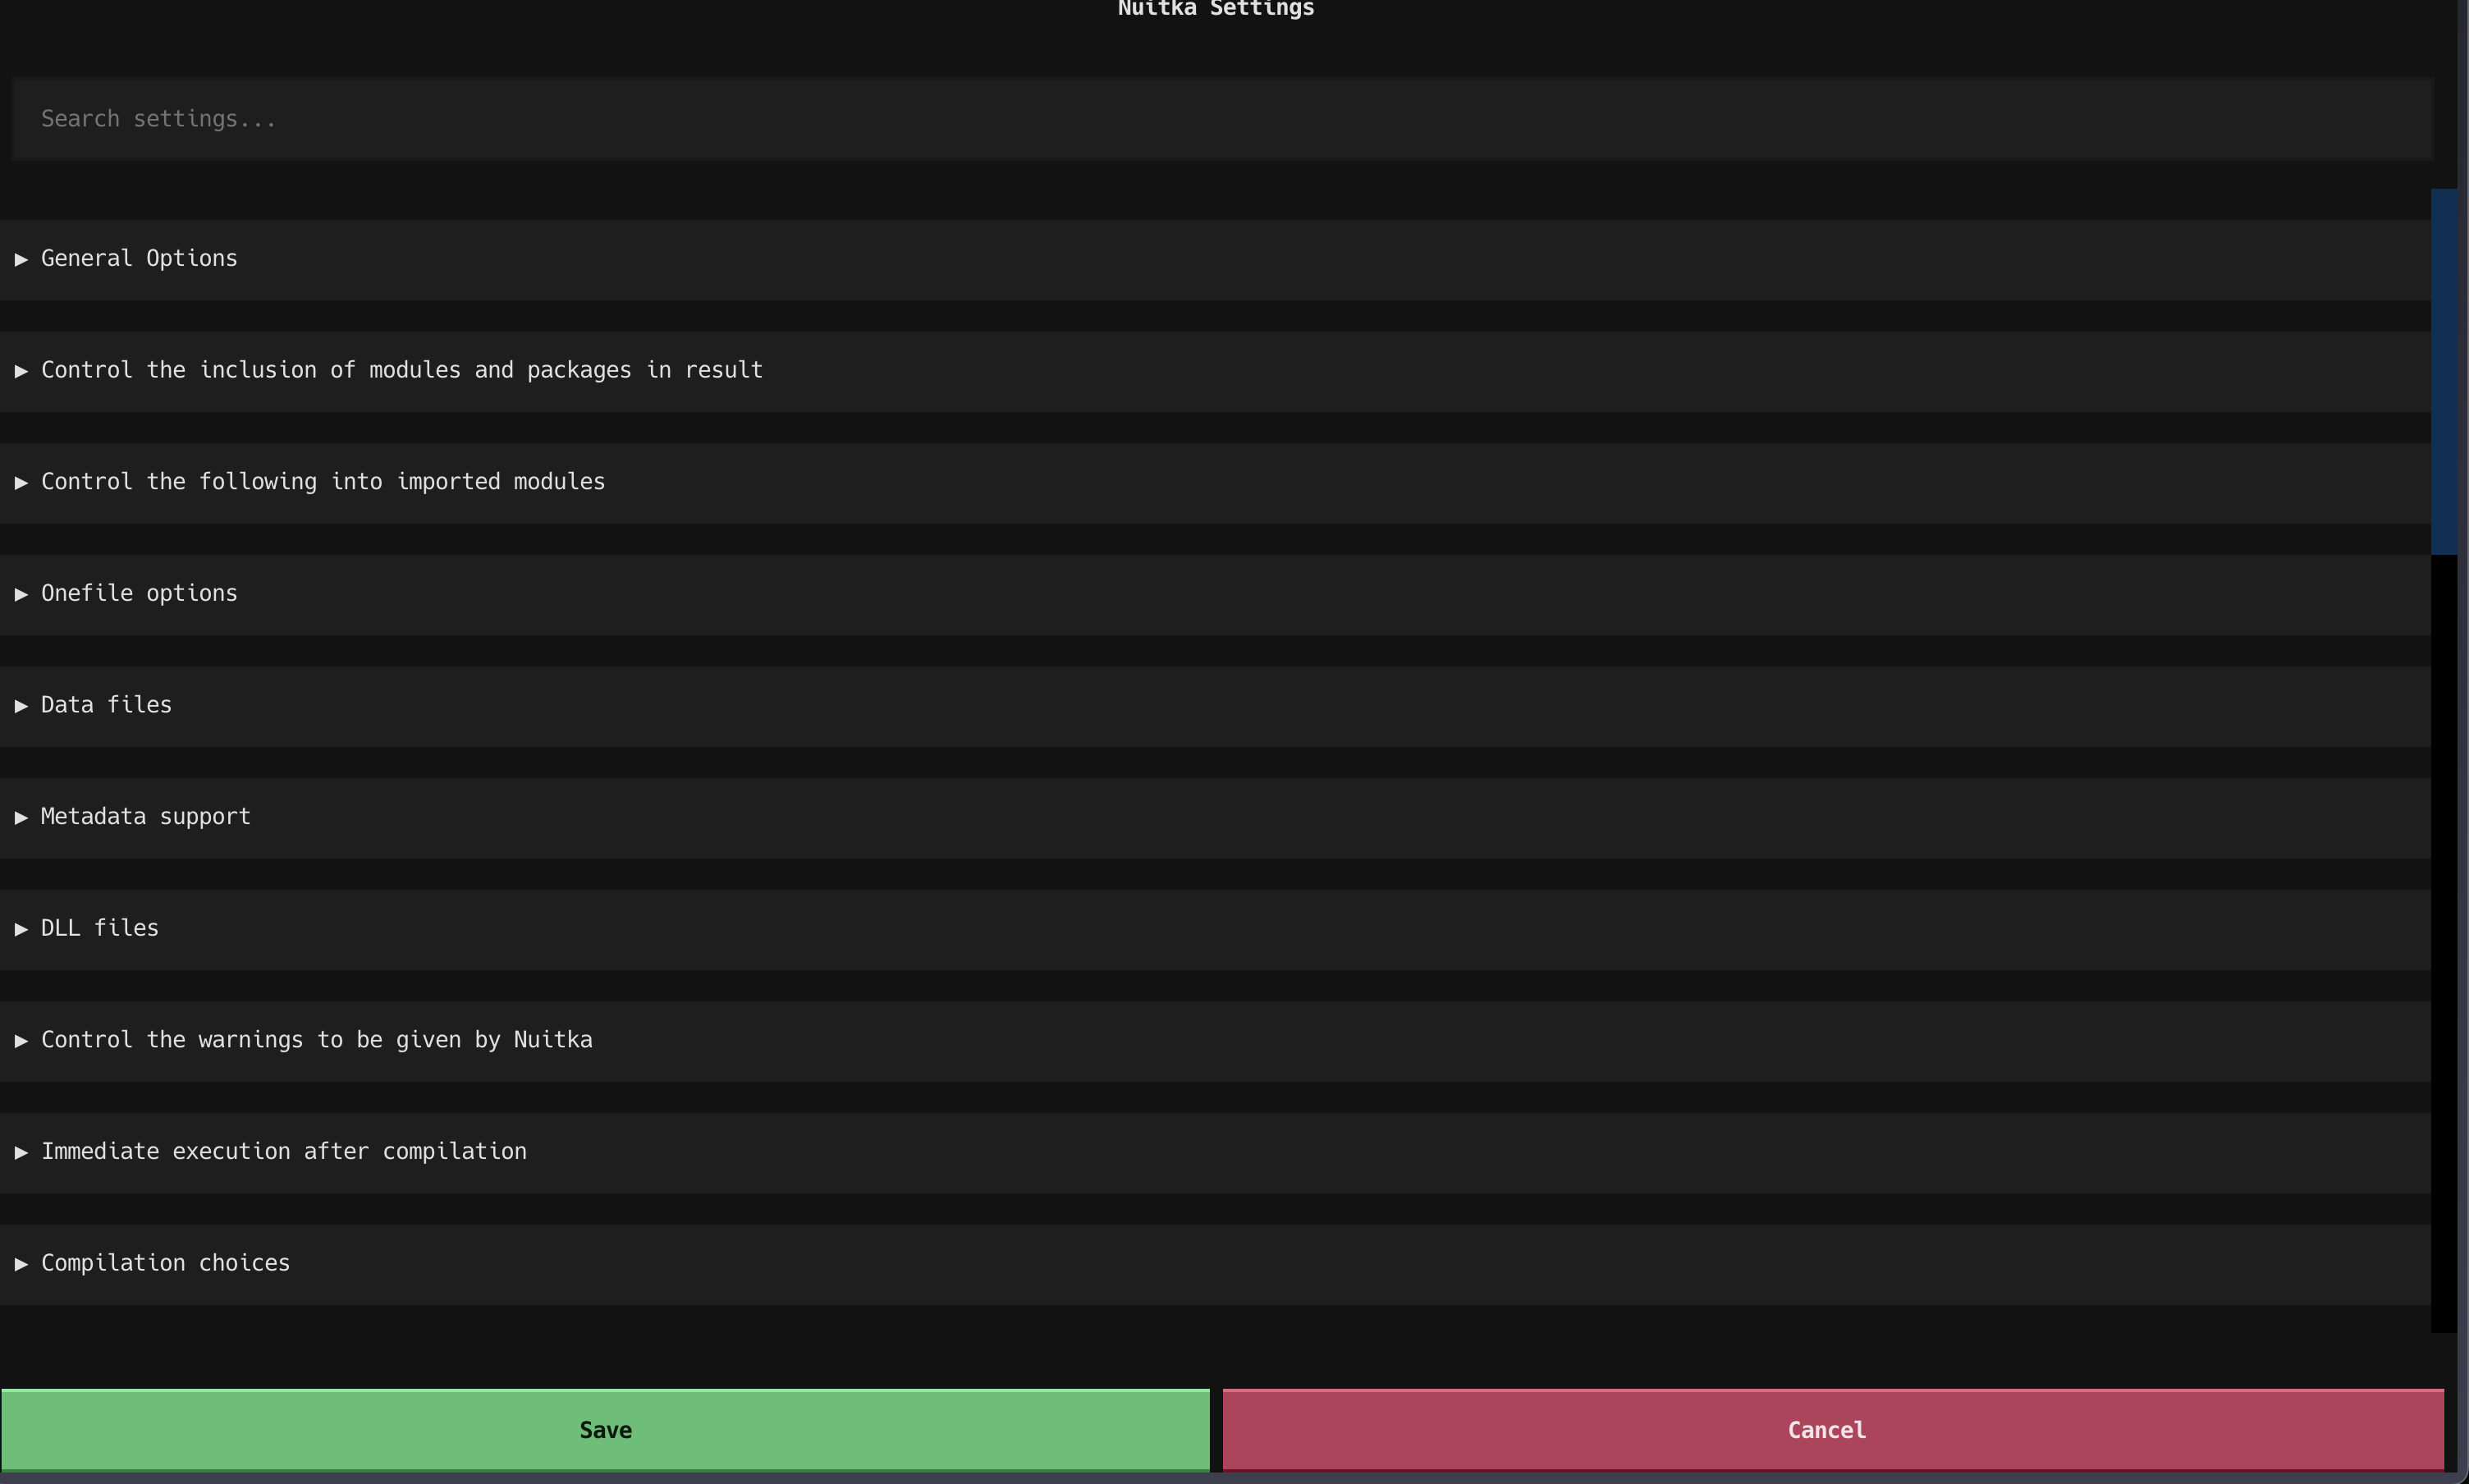 Nuitka Settings
Search settings...
▶ General Options
▶ Control the inclusion of modules and packages in result
▶ Control the following into imported modules
▶ Onefile options
▶ Data files
▶ Metadata support
▶ DLL files
▶ Control the warnings to be given by Nuitka
▶ Immediate execution after compilation
▶ Compilation choices
Save
Cancel